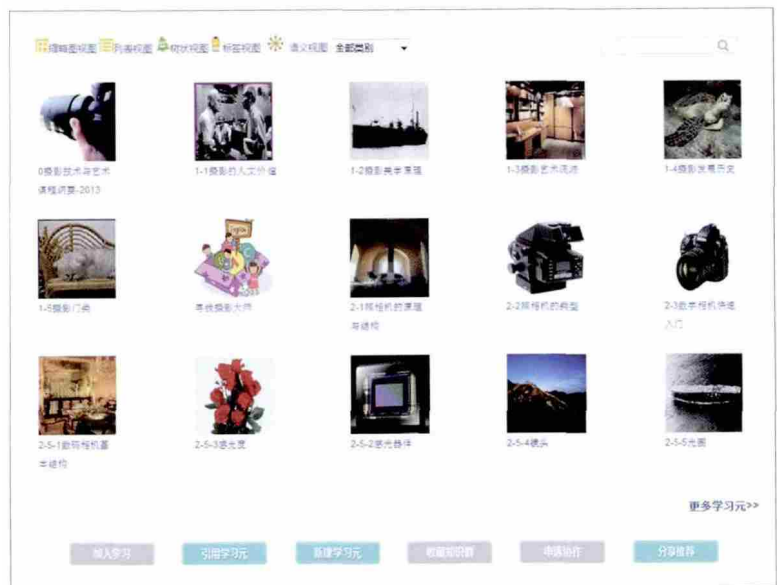 缩略图视图 列表视图 树状视图 标签视图 语义视图 全部类别
0摄影技术与艺术
课程纲要-2013
1-1摄影的人文价值
1-2摄影美学原理
1-3摄影艺术流派
1-4摄影发展历史
1-5摄影门类
寻找摄影大师
2-1照相机的原理
与结构
2-2照相机的类型
2-3数字相机快速
入门
2-5-1数码相机基
本结构
2-5-3感光度
2-5-2感光器件
2-5-4镜头
2-5-5光圈
更多学习元>>
加入学习 引用学习元 新建学习元 收藏知识群 申请协作 分享推荐